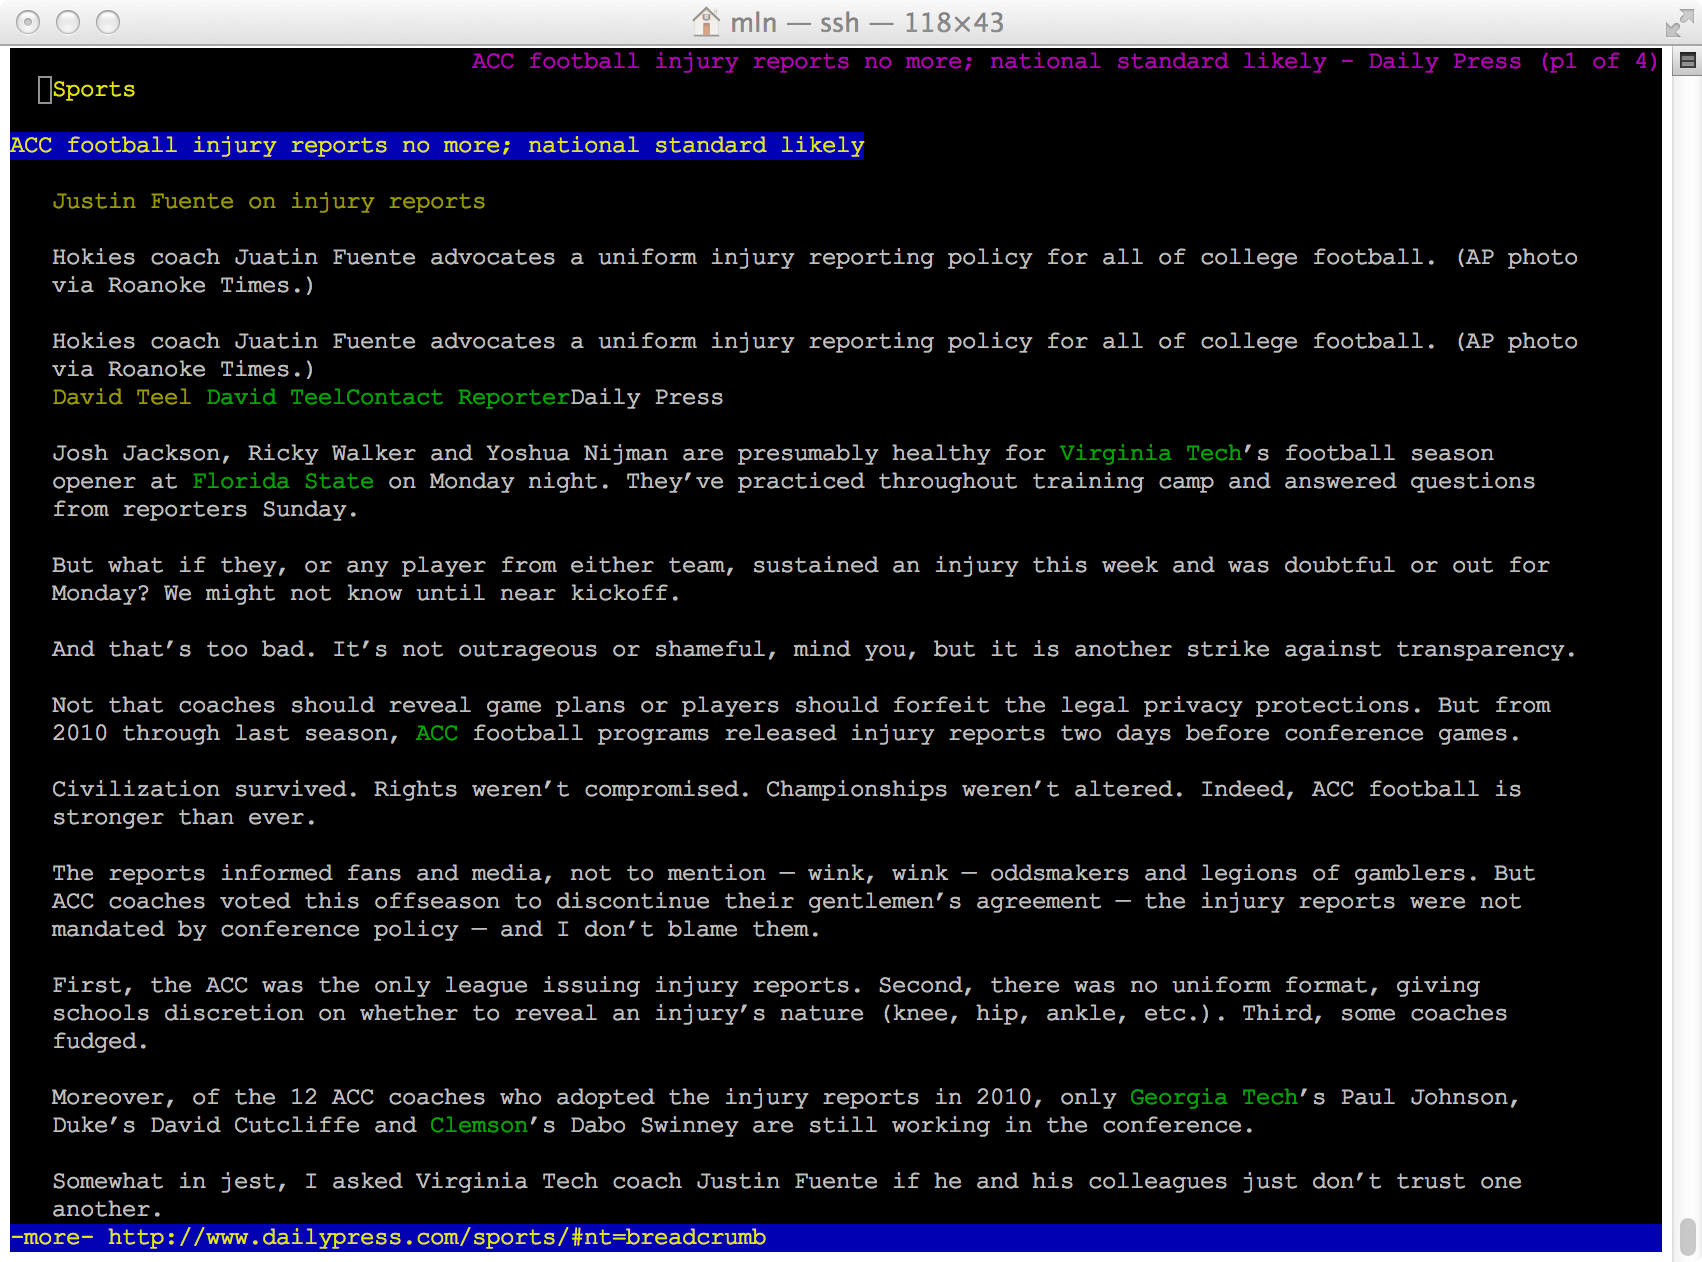 mln — ssh — 118×43
ACC football injury reports no more; national standard likely - Daily Press (p1 of 4)
Sports
ACC football injury reports no more; national standard likely
Justin Fuente on injury reports
Hokies coach Juatin Fuente advocates a uniform injury reporting policy for all of college football. (AP photo
via Roanoke Times.)
Hokies coach Juatin Fuente advocates a uniform injury reporting policy for all of college football. (AP photo
via Roanoke Times.)
David Teel David TeelContact ReporterDaily Press
Josh Jackson, Ricky Walker and Yoshua Nijman are presumably healthy for Virginia Tech’s football season
opener at Florida State on Monday night. They’ve practiced throughout training camp and answered questions
from reporters Sunday.
But what if they, or any player from either team, sustained an injury this week and was doubtful or out for
Monday? We might not know until near kickoff.
And that’s too bad. It’s not outrageous or shameful, mind you, but it is another strike against transparency.
Not that coaches should reveal game plans or players should forfeit the legal privacy protections. But from
2010 through last season, ACC football programs released injury reports two days before conference games.
Civilization survived. Rights weren’t compromised. Championships weren’t altered. Indeed, ACC football is
stronger than ever.
The reports informed fans and media, not to mention — wink, wink — oddsmakers and legions of gamblers. But
ACC coaches voted this offseason to discontinue their gentlemen’s agreement — the injury reports were not
mandated by conference policy — and I don’t blame them.
First, the ACC was the only league issuing injury reports. Second, there was no uniform format, giving
schools discretion on whether to reveal an injury’s nature (knee, hip, ankle, etc.). Third, some coaches
fudged.
Moreover, of the 12 ACC coaches who adopted the injury reports in 2010, only Georgia Tech’s Paul Johnson,
Duke’s David Cutcliffe and Clemson’s Dabo Swinney are still working in the conference.
Somewhat in jest, I asked Virginia Tech coach Justin Fuente if he and his colleagues just don’t trust one
another.
-more- http://www.dailypress.com/sports/#nt=breadcrumb